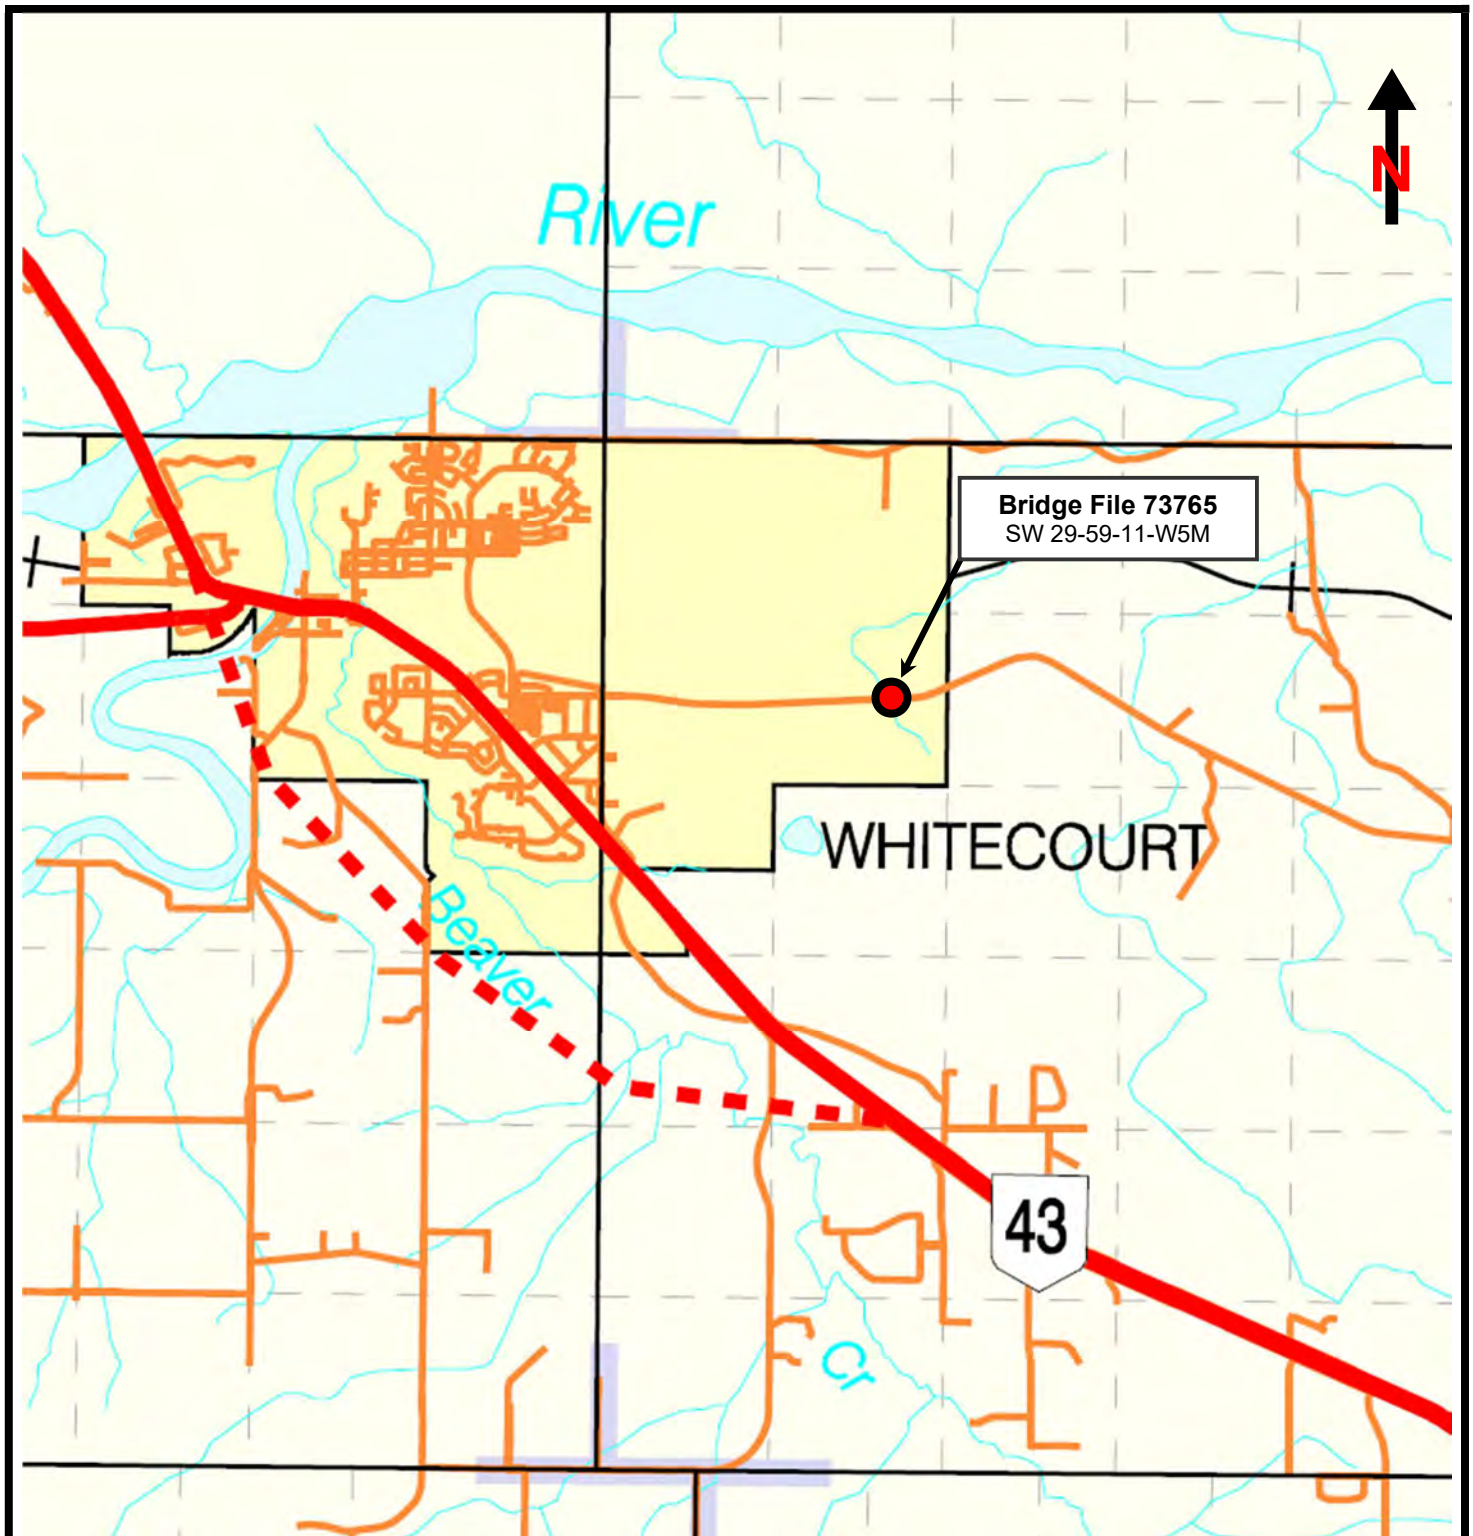 River
N
Bridge File 73765
SW 29-59-11-W5M
WHITECOURT
Beaver
43
Cr